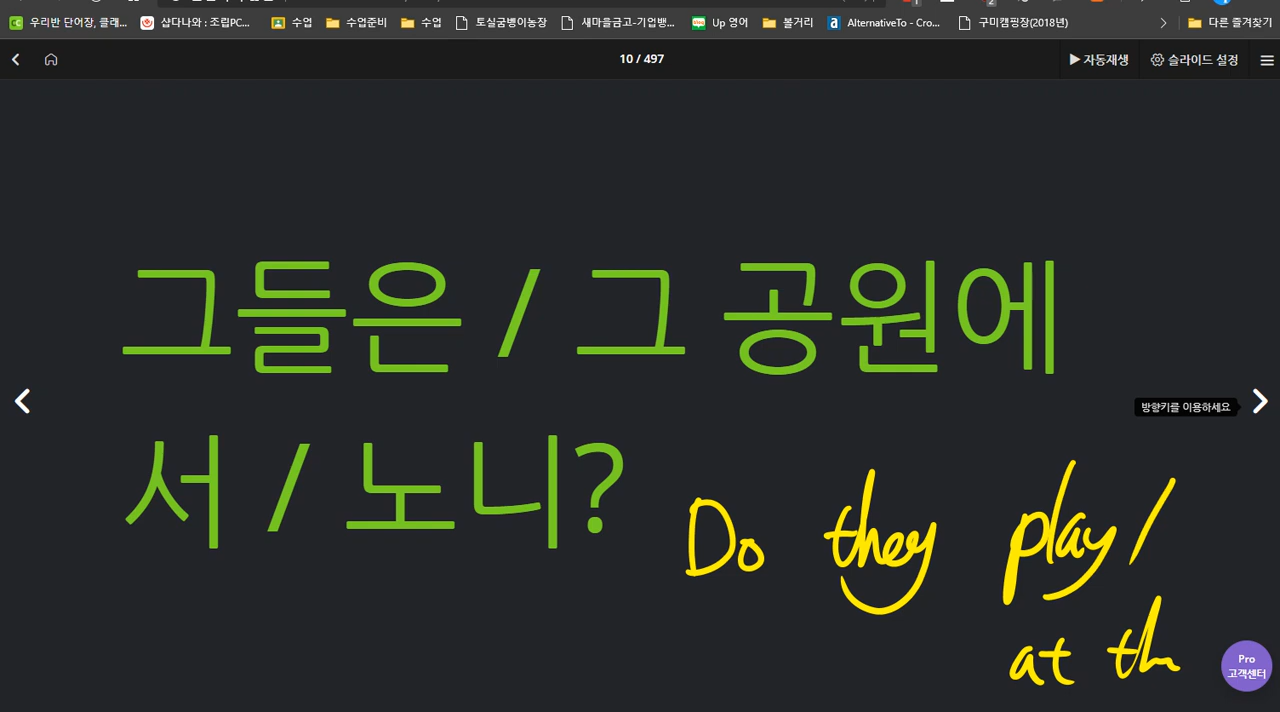 우리반 단어장, 클래... 샵다나와 : 조립PC... 수업 수업준비 수업 토실굼벵이농장 새마을금고-기업뱅... Up 영어 볼거리 AlternativeTo - Cro... 구미캠핑장(2018년) 다른 즐겨찾기
10 / 497 자동재생 슬라이드 설정
그들은 / 그 공원에
서 / 노니?
방향키를 이용하세요
Do they play /
at th
Pro
고객센터